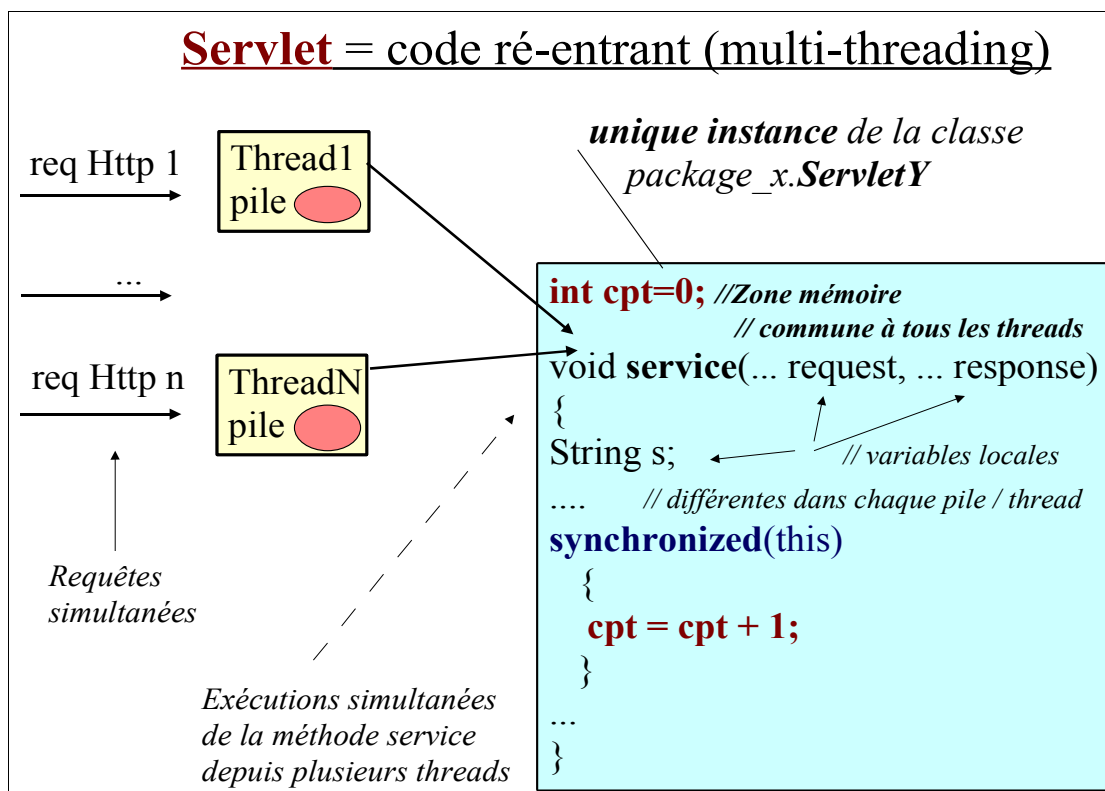 Servlet = code ré-entrant (multi-threading)
unique instance de la classe
package_x.ServletY
req Http 1
Thread1
pile
...
req Http n
ThreadN
pile
int cpt=0; //Zone mémoire
// commune à tous les threads
void service(... request, ... response)
{
String s;
// variables locales
.... // différentes dans chaque pile / thread
synchronized(this)
{
cpt = cpt + 1;
}
...
}
Requêtes
simultanées
Exécutions simultanées
de la méthode service
depuis plusieurs threads